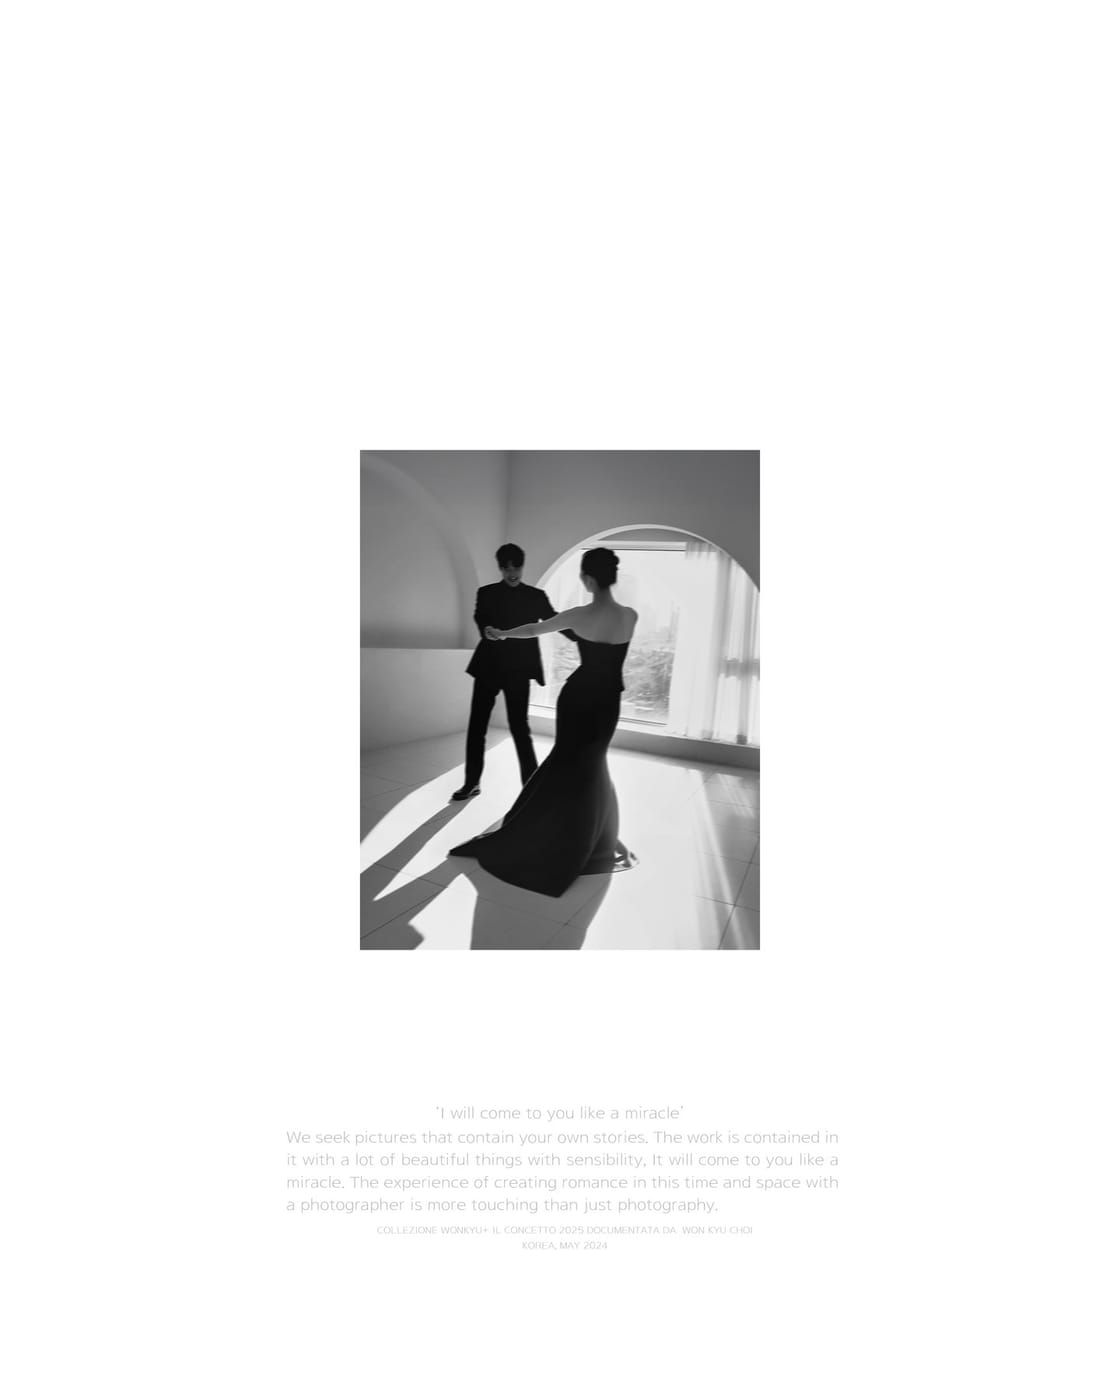 'I will come to you like a miracle'
We seek pictures that contain your own stories. The work is contained in
it with a lot of beautiful things with sensibility, It will come to you like a
miracle. The experience of creating romance in this time and space with
a photographer is more touching than just photography.
COLLEZIONE WONKYU+ IL CONCETTO 2025 DOCUMENTATA DA WON KYU CHOI
KOREA, MAY 2024